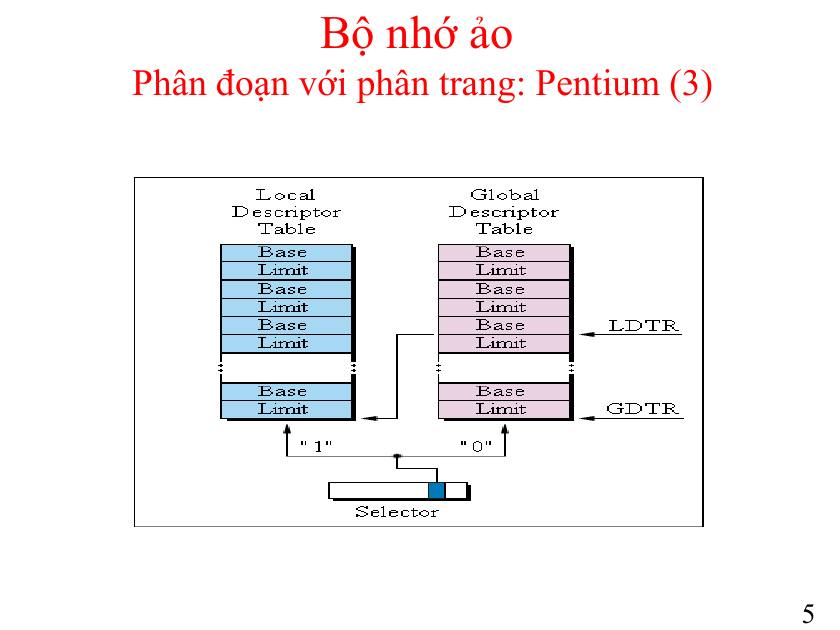 Bộ nhớ ảo
Phân đoạn với phân trang: Pentium (3)
Local
Descriptor
Table
Global
Descriptor
Table
Base
Limit
Base
Limit
Base
Limit
Base
Limit
Base
Limit
Base
Limit
Base
Limit
Base
Limit
LDTR
GDTR
"1"
"0"
Selector
5